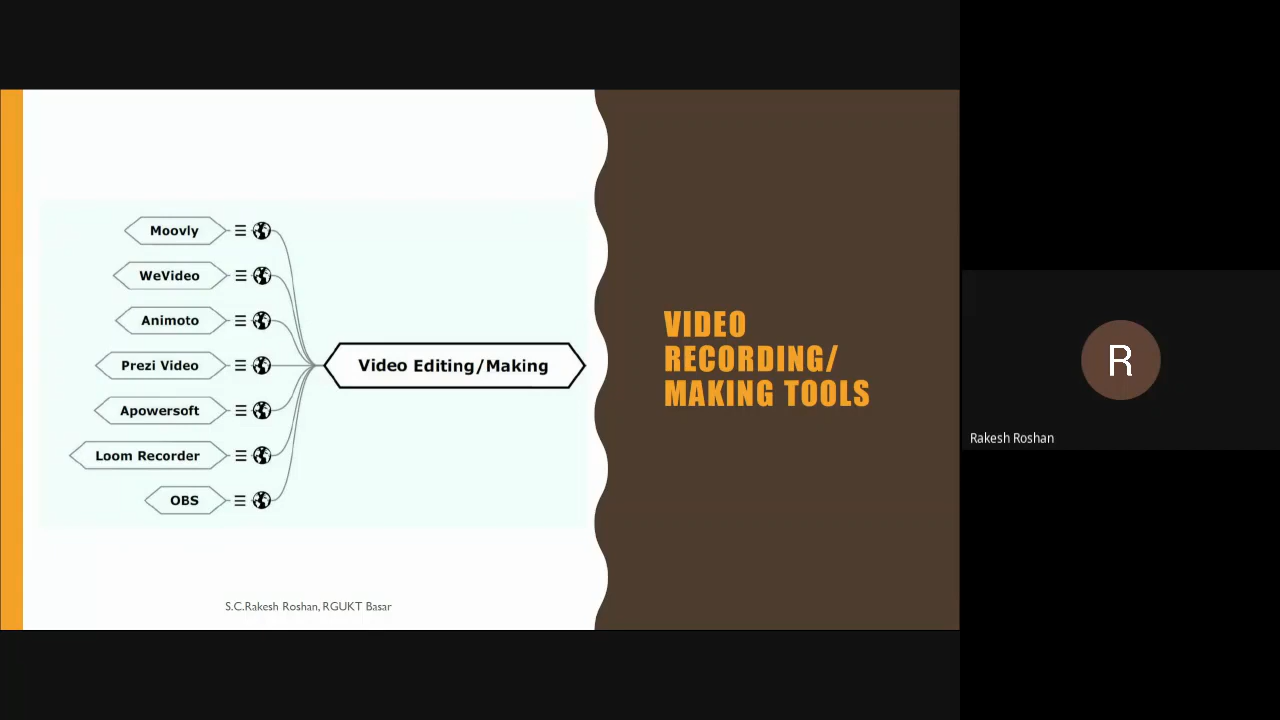 Moovly
WeVideo
Animoto
Prezi Video
Apowersoft
Loom Recorder
OBS
Video Editing/Making
VIDEO
RECORDING/
MAKING TOOLS
S.C.Rakesh Roshan, RGUKT Basar
R
Rakesh Roshan